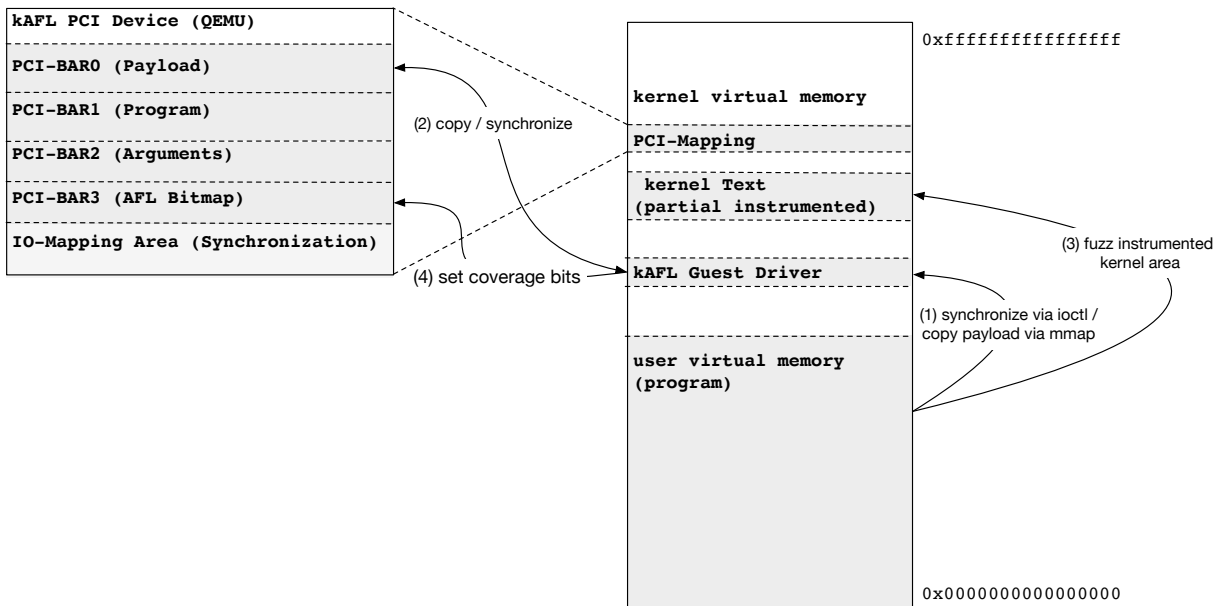 kAFL PCI Device (QEMU)
PCI-BAR0 (Payload)
PCI-BAR1 (Program)
PCI-BAR2 (Arguments)
PCI-BAR3 (AFL Bitmap)
IO-Mapping Area (Synchronization)
(2) copy / synchronize
(4) set coverage bits
0xffffffffffffffff
kernel virtual memory
PCI-Mapping
kernel Text
(partial instrumented)
kAFL Guest Driver
user virtual memory
(program)
(3) fuzz instrumented
kernel area
(1) synchronize via ioctl /
copy payload via mmap
0x0000000000000000